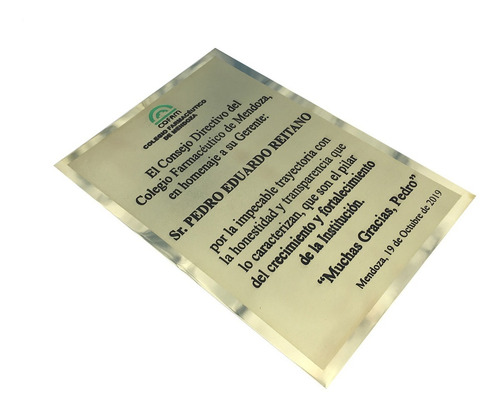 COFAM
COLEGIO FARMACÉUTICO
DE MENDOZA
El Consejo Directivo del
Colegio Farmacéutico de Mendoza,
en homenaje a su Gerente:
Sr. PEDRO EDUARDO REITANO
por la impecable trayectoria con
la honestidad y transparencia que
lo caracterizan, que son el pilar
del crecimiento y fortalecimiento
de la Institución.
“Muchas Gracias, Pedro”
Mendoza, 19 de Octubre de 2019